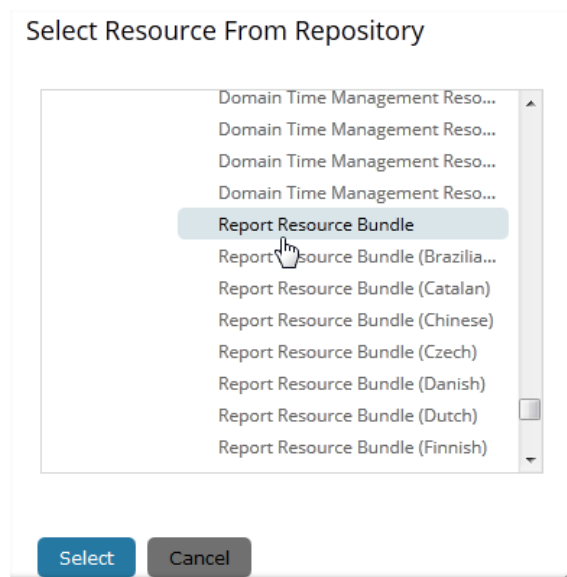 Select Resource From Repository
Domain Time Management Reso...
Domain Time Management Reso...
Domain Time Management Reso...
Domain Time Management Reso...
Report Resource Bundle
Report Resource Bundle (Brazilia...
Report Resource Bundle (Catalan)
Report Resource Bundle (Chinese)
Report Resource Bundle (Czech)
Report Resource Bundle (Danish)
Report Resource Bundle (Dutch)
Report Resource Bundle (Finnish)
Select Cancel